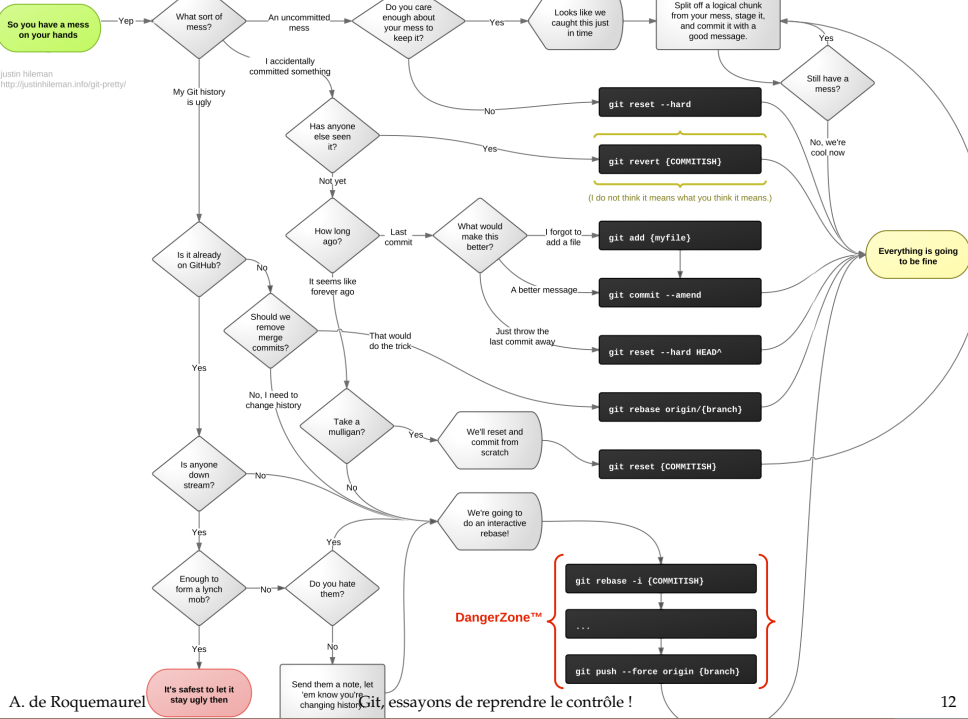 So you have a mess
on your hands
Yep
What sort of
mess?
An uncommitted
mess
Do you care
enough about
your mess to
keep it?
Yes
Looks like we
caught this just
in time
Split off a logical chunk
from your mess, stage it,
and commit it with a
good message.
Yes
Still have a
mess?
No, we're
cool now
justin hileman
http://justinhileman.info/git-pretty/
My Git history
is ugly
I accidentally
committed something
No
git reset --hard
Has anyone
else seen
it?
Yes
git revert {COMMITISH}
(I do not think it means what you think it means.)
Not yet
How long
ago?
Last
commit
What would
make this
better?
I forgot to
add a file
git add {myfile}
Everything is going
to be fine
Is it already
on GitHub?
No
It seems like
forever ago
A better message
git commit --amend
Should we
remove
merge
commits?
That would
do the trick
Just throw the
last commit away
git reset --hard HEAD^
Yes
No, I need to
change history
git rebase origin/{branch}
Take a
mulligan?
Yes
We'll reset and
commit from
scratch
git reset {COMMITISH}
Is anyone
down
stream?
No
No
We're going to
do an interactive
rebase!
Yes
Yes
Enough to
form a lynch
mob?
No
Do you hate
them?
DangerZone™
git rebase -i {COMMITISH}
...
git push --force origin {branch}
Yes
No
It's safest to let it
stay ugly then
Send them a note, let
'em know you're
changing history
A. de Roquemaurel
Git, essayons de reprendre le contrôle !
12